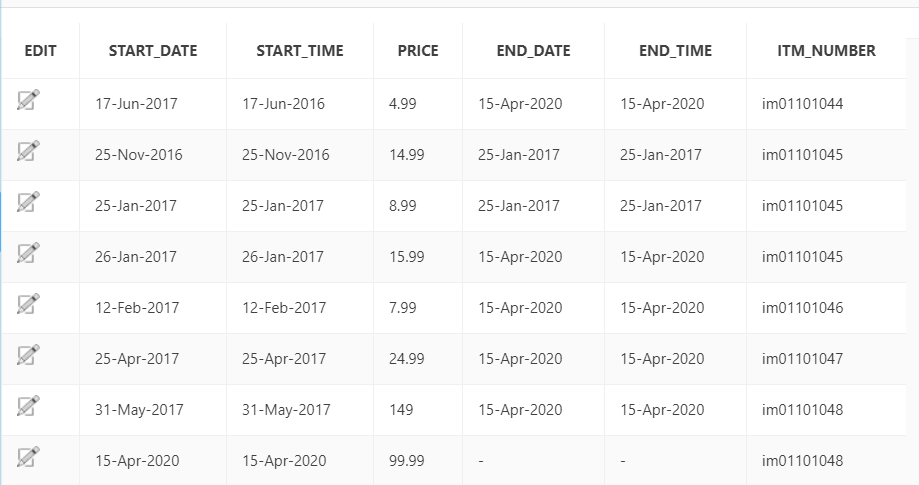 EDIT START_DATE START_TIME PRICE END_DATE END_TIME ITM_NUMBER
17-Jun-2017 17-Jun-2016 4.99 15-Apr-2020 15-Apr-2020 im01101044
25-Nov-2016 25-Nov-2016 14.99 25-Jan-2017 25-Jan-2017 im01101045
25-Jan-2017 25-Jan-2017 8.99 25-Jan-2017 25-Jan-2017 im01101045
26-Jan-2017 26-Jan-2017 15.99 15-Apr-2020 15-Apr-2020 im01101045
12-Feb-2017 12-Feb-2017 7.99 15-Apr-2020 15-Apr-2020 im01101046
25-Apr-2017 25-Apr-2017 24.99 15-Apr-2020 15-Apr-2020 im01101047
31-May-2017 31-May-2017 149 15-Apr-2020 15-Apr-2020 im01101048
15-Apr-2020 15-Apr-2020 99.99 - - im01101048